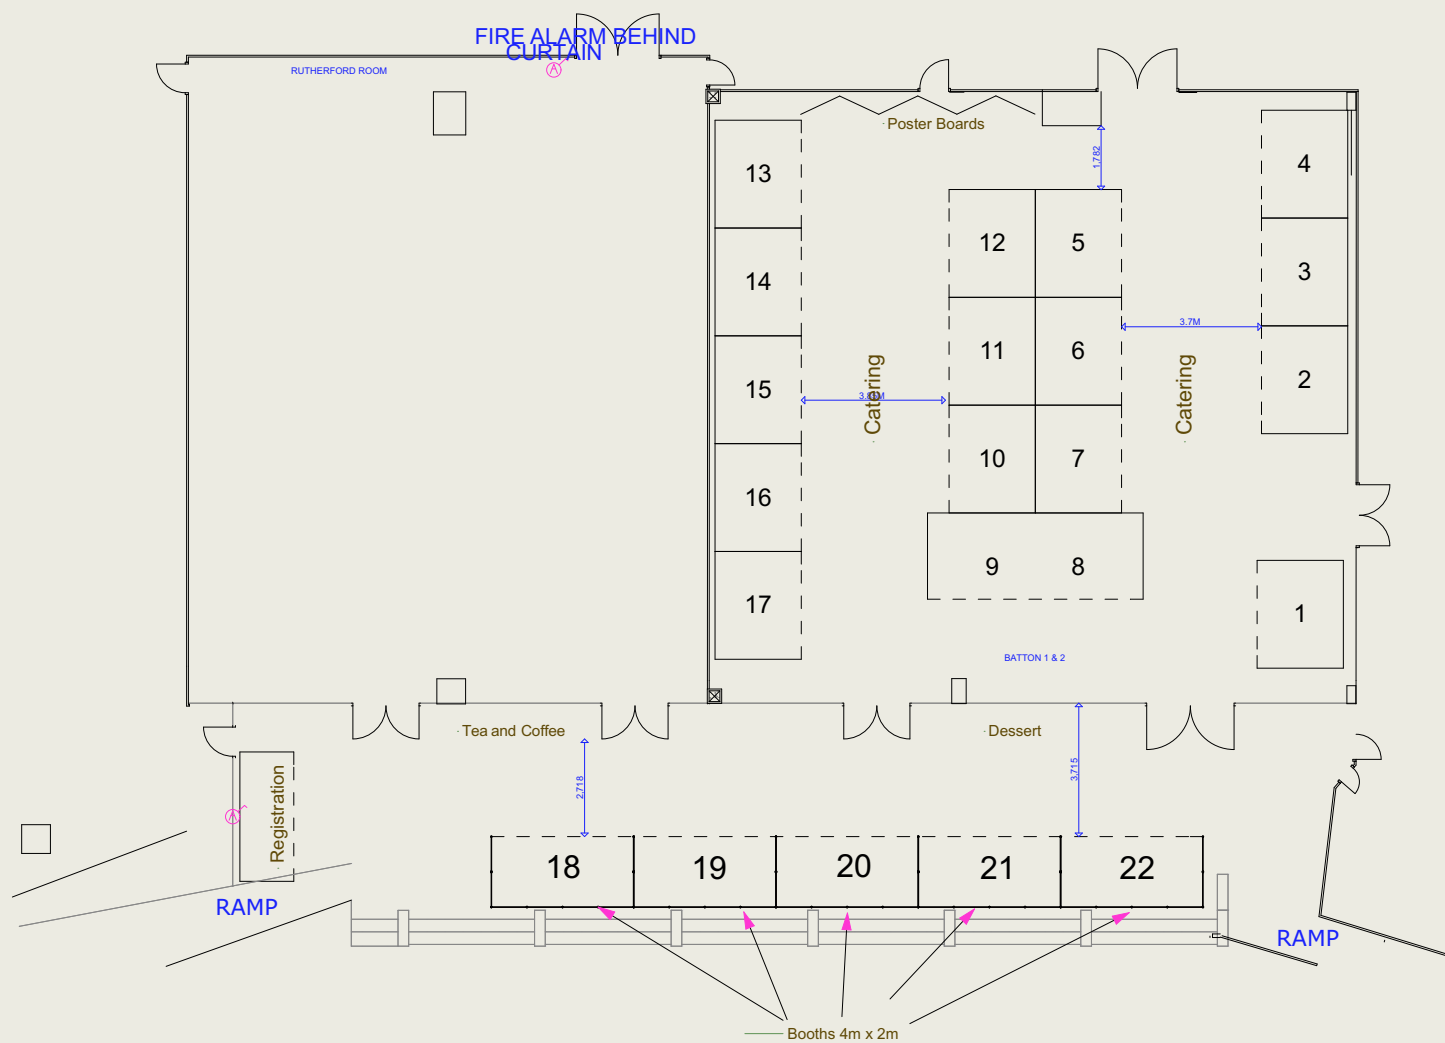 FIRE ALARM BEHIND
CURTAIN
A
RUTHERFORD ROOM
Poster Boards
1,782
13
4
12
5
14
3
3.7M
11
6
Catering
Catering
15
2
10
7
16
9
8
17
1
BATTON 1 & 2
Tea and Coffee
Dessert
2,718
3,715
Registration
A
18
19
20
21
22
RAMP
RAMP
Booths 4m x 2m